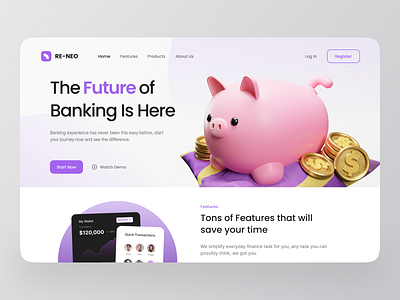 RE-NEO
Home Features Products About Us
Log In
Register
The Future of
Banking Is Here
Banking experience has never been this easy before, start
your journey now and see the difference.
Start Now
Watch Demo
Features
Tons of Features that will
save your time
We simplify everyday finance task for you, any task you can
possibly think, we got you.
My Wallet
$120,000
Quick Transactions